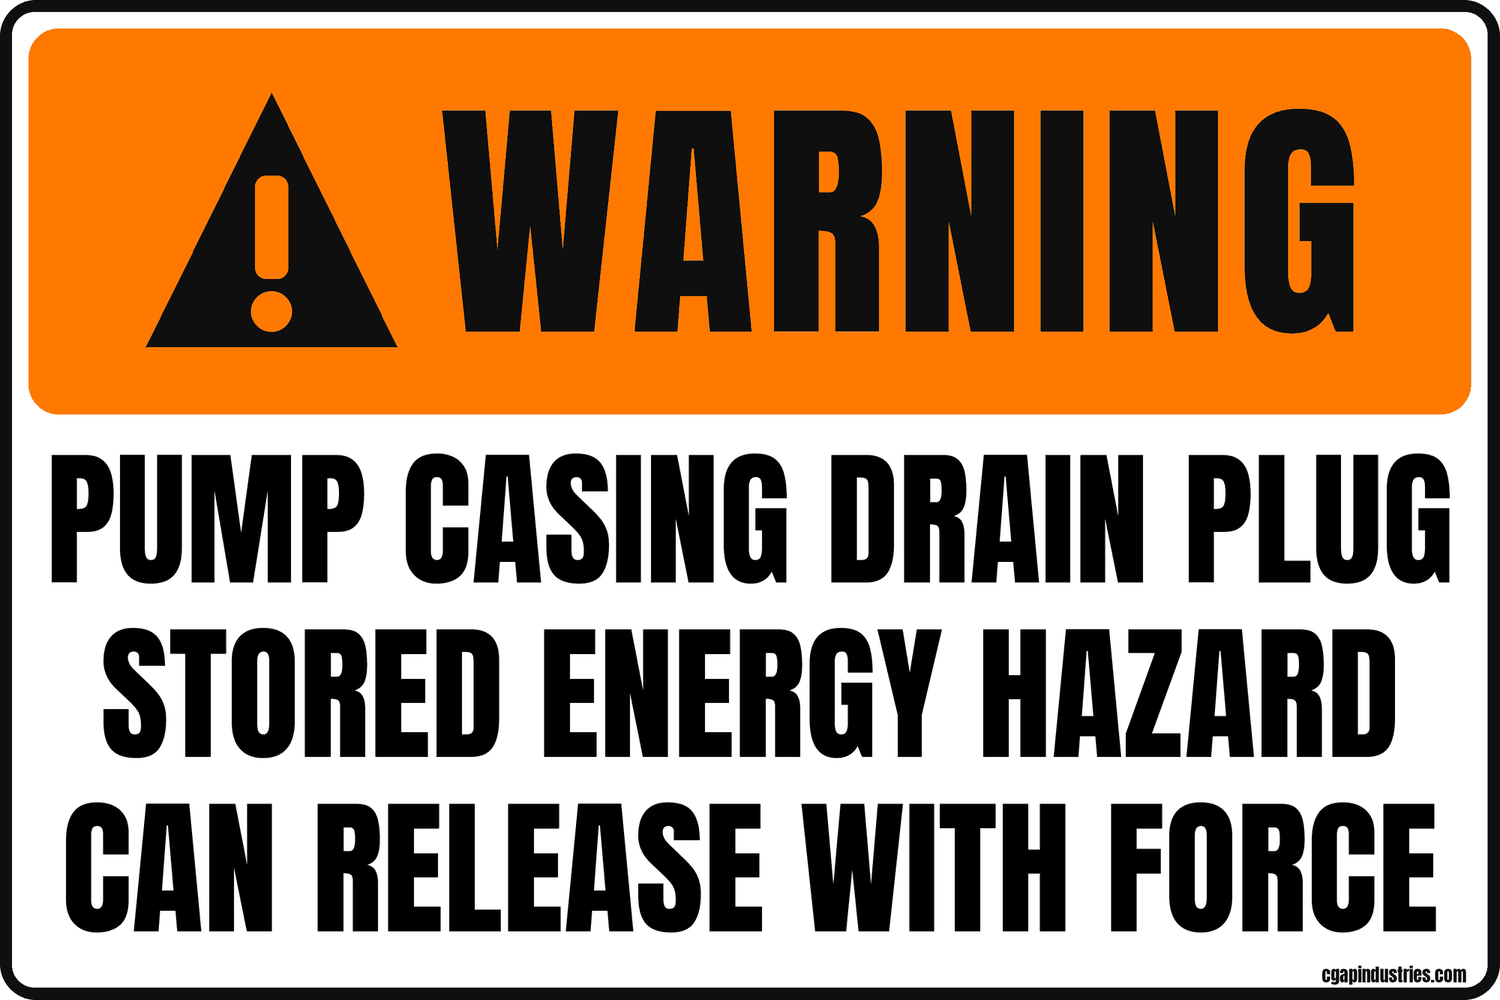 WARNING
PUMP CASING DRAIN PLUG
STORED ENERGY HAZARD
CAN RELEASE WITH FORCE
cgapindustries.com